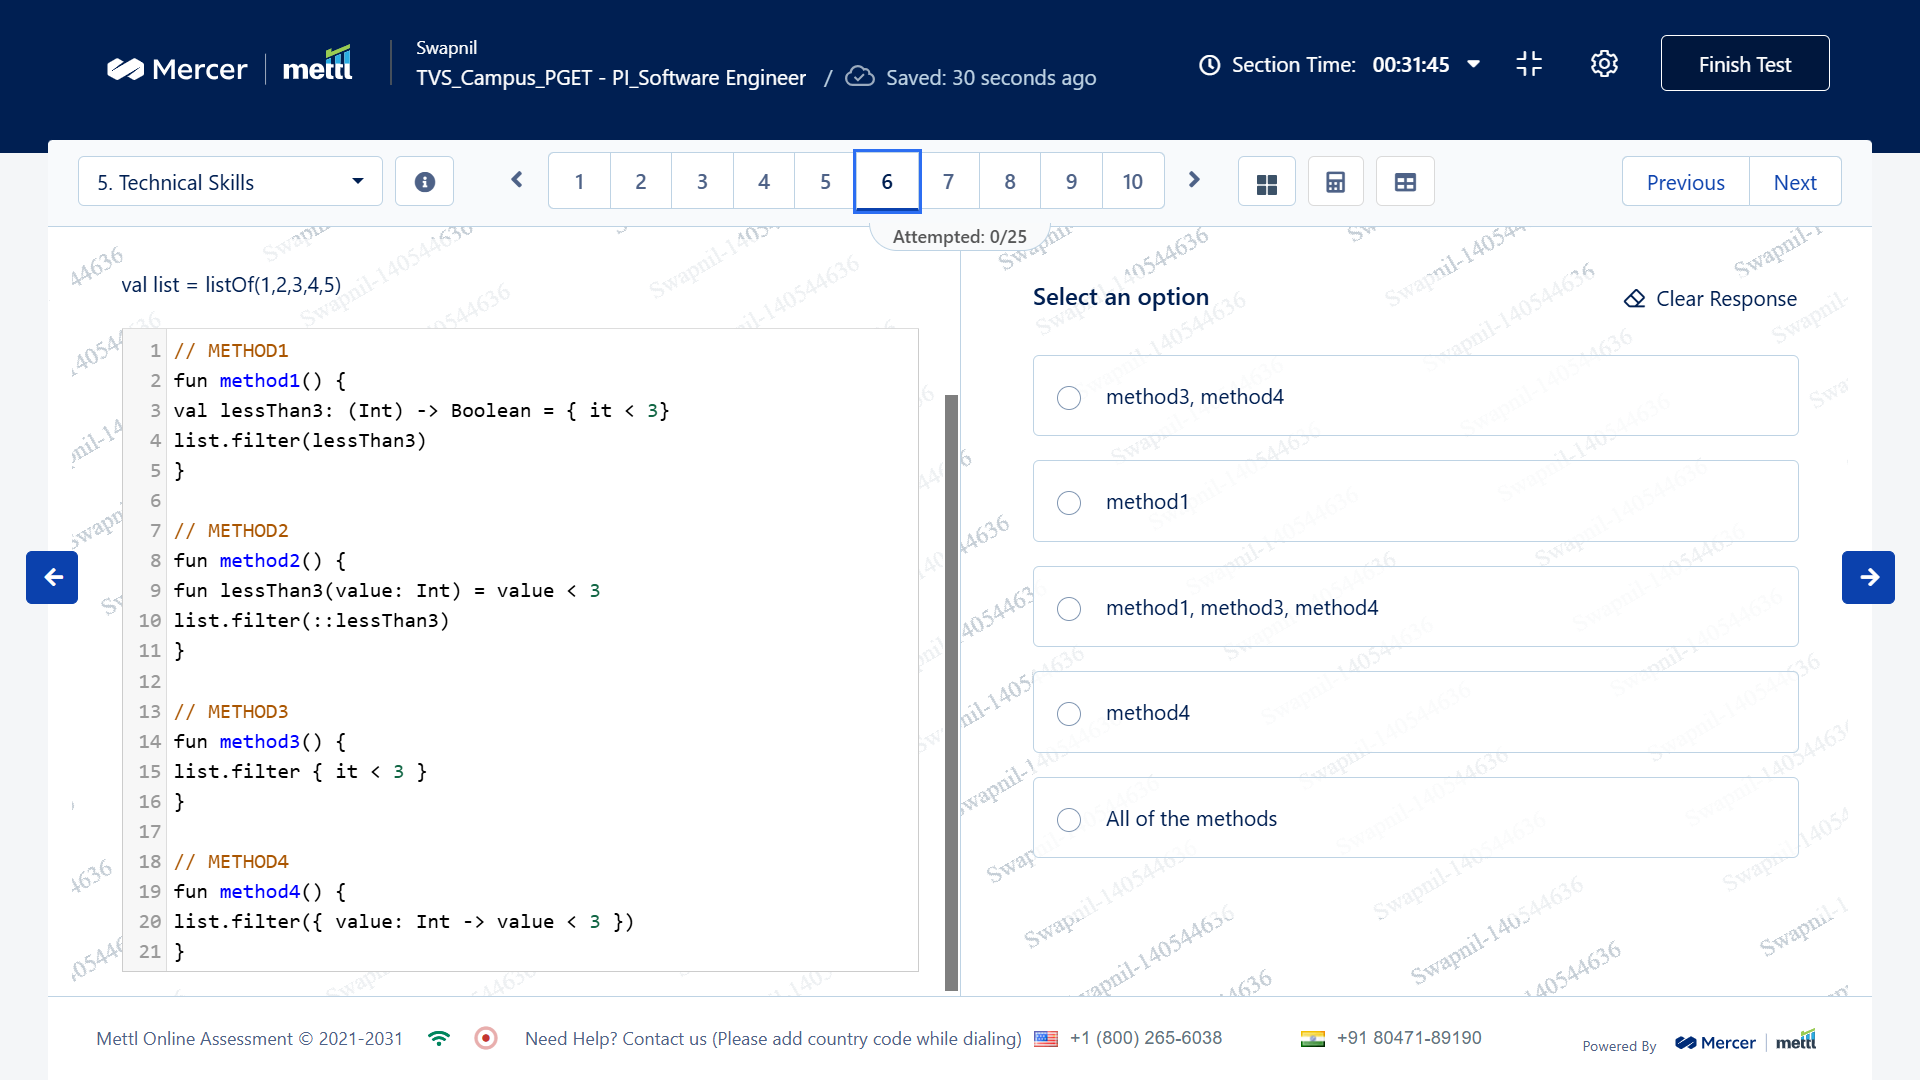 Mercer mettl
Swapnil
TVS_Campus_PGET - PI_Software Engineer / Saved: 30 seconds ago
Section Time: 00:31:45
Finish Test
5. Technical Skills
1 2 3 4 5 6 7 8 9 10
Previous Next
Attempted: 0/25
val list = listOf(1,2,3,4,5)
1 // METHOD1
2 fun method1() {
3 val lessThan3: (Int) -> Boolean = { it < 3}
4 list.filter(lessThan3)
5 }
6
7 // METHOD2
8 fun method2() {
9 fun lessThan3(value: Int) = value < 3
10 list.filter(::lessThan3)
11 }
12
13 // METHOD3
14 fun method3() {
15 list.filter { it < 3 }
16 }
17
18 // METHOD4
19 fun method4() {
20 list.filter({ value: Int -> value < 3 })
21 }
Select an option
Clear Response
method3, method4
method1
method1, method3, method4
method4
All of the methods
Swapnil-140544636
Mettl Online Assessment © 2021-2031
Need Help? Contact us (Please add country code while dialing) +1 (800) 265-6038 +91 80471-89190
Powered By Mercer mettl